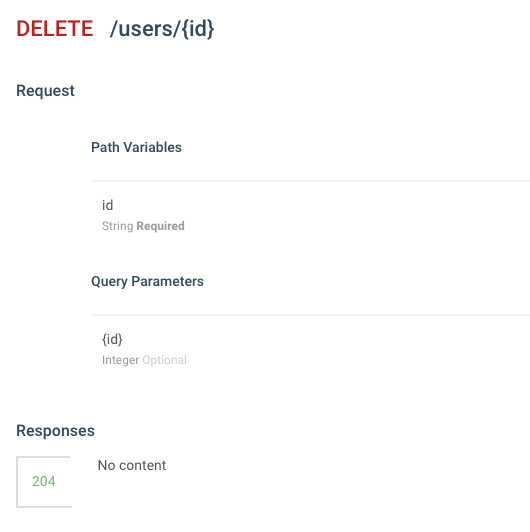 DELETE /users/{id}
Request
Path Variables
id
String Required
Query Parameters
{id}
Integer Optional
Responses
204 No content